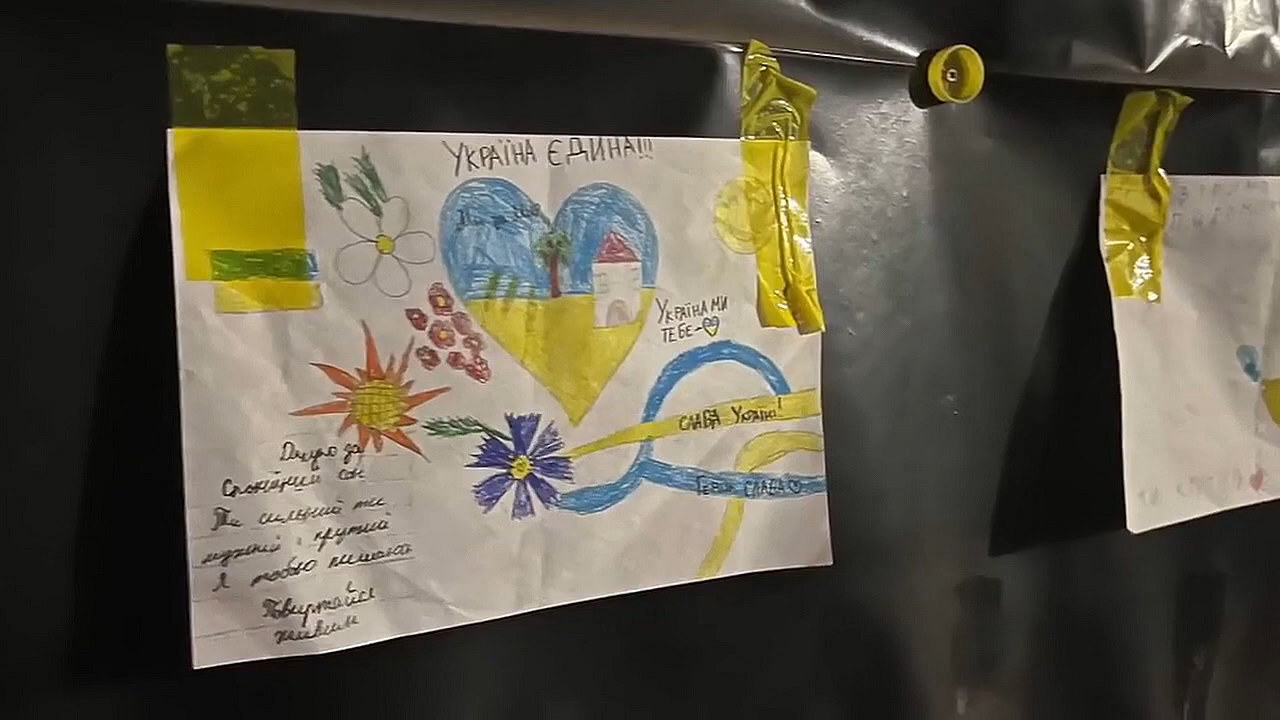 УКРАЇНА ЄДИНА!!!
УКРАЇНА МИ
ТЕБЕ -
СЛАВА УКРАЇНІ!
СЛАВА
Дякую за
Спокійний сон
Ти сильний та
мужній і крутий
Я тобою пишаюсь
Повертайся
живим